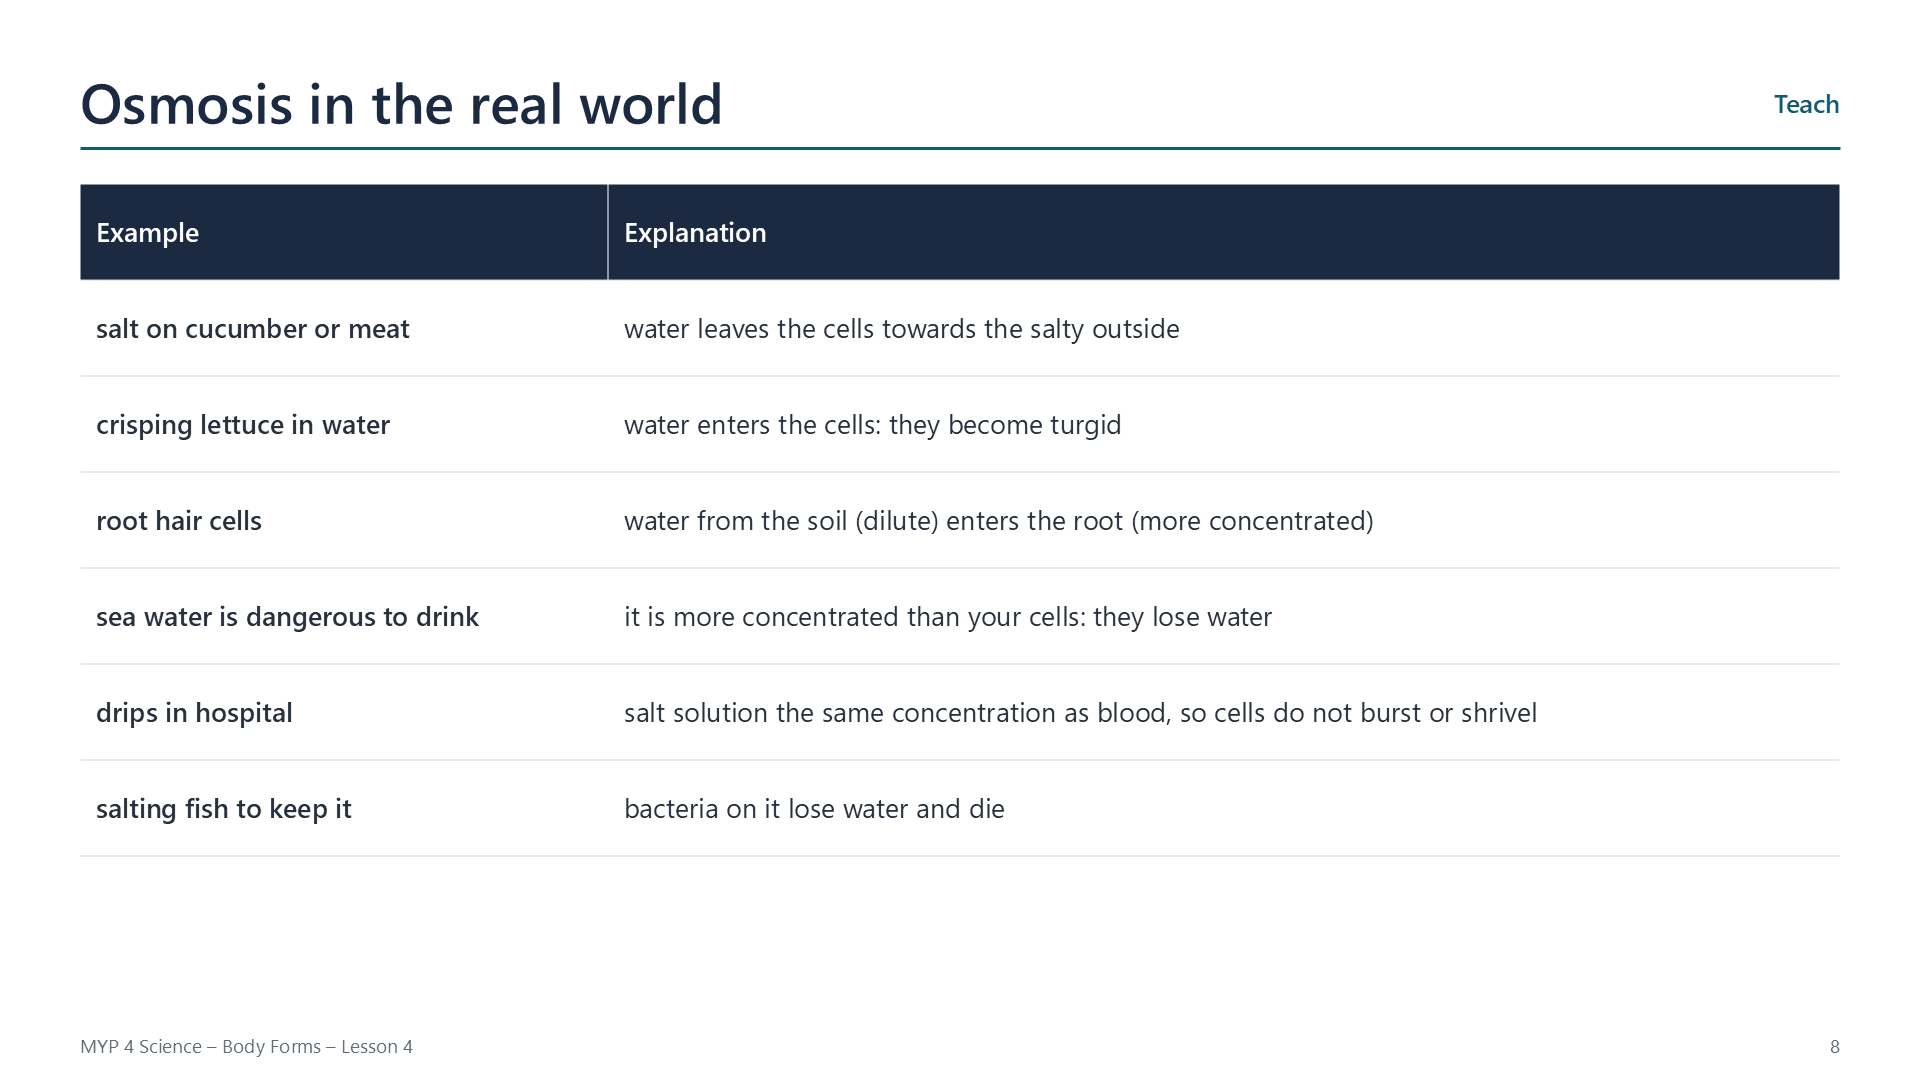 Osmosis in the real world
Teach
Example
Explanation
salt on cucumber or meat
water leaves the cells towards the salty outside
crisping lettuce in water
water enters the cells: they become turgid
root hair cells
water from the soil (dilute) enters the root (more concentrated)
sea water is dangerous to drink
it is more concentrated than your cells: they lose water
drips in hospital
salt solution the same concentration as blood, so cells do not burst or shrivel
salting fish to keep it
bacteria on it lose water and die
MYP 4 Science – Body Forms – Lesson 4
8